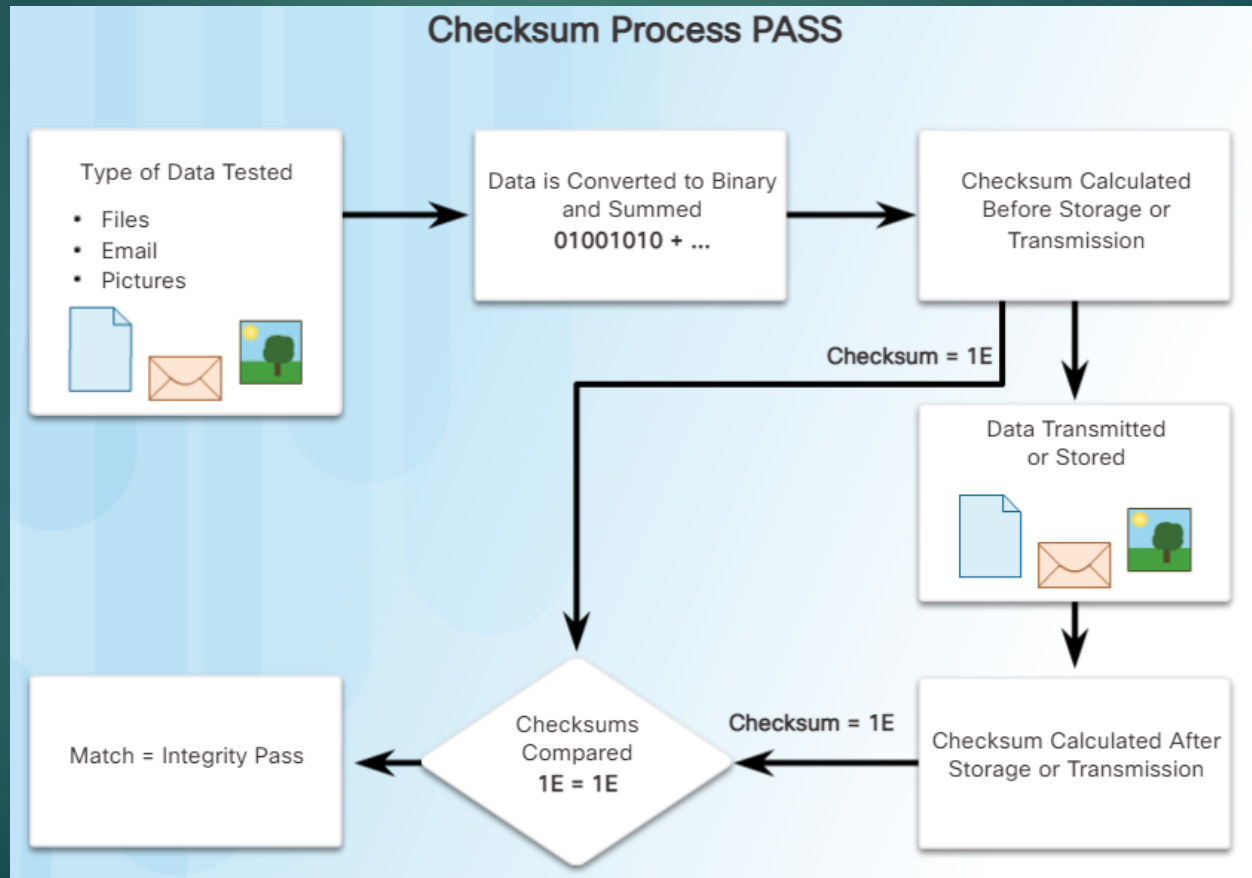 Checksum Process PASS
Type of Data Tested
• Files
• Email
• Pictures
Data is Converted to Binary
and Summed
01001010 + ...
Checksum Calculated
Before Storage or
Transmission
Checksum = 1E
Data Transmitted
or Stored
Checksum Calculated After
Storage or Transmission
Checksum = 1E
Checksums
Compared
1E = 1E
Match = Integrity Pass